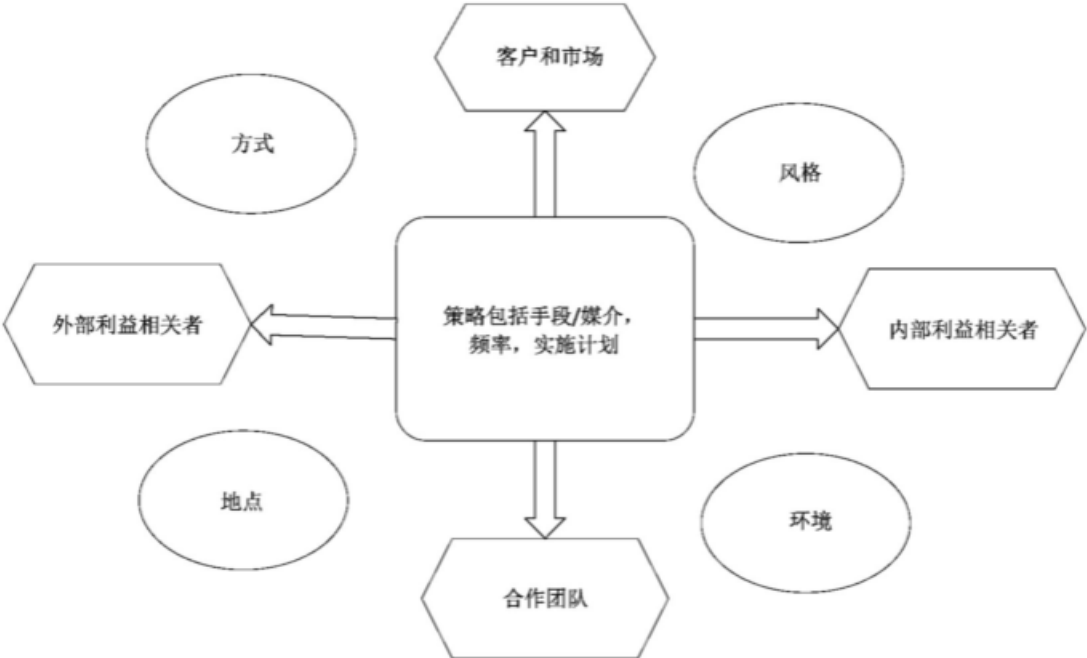 客户和市场
方式
风格
外部利益相关者
策略包括手段/媒介，
频率，实施计划
内部利益相关者
地点
环境
合作团队